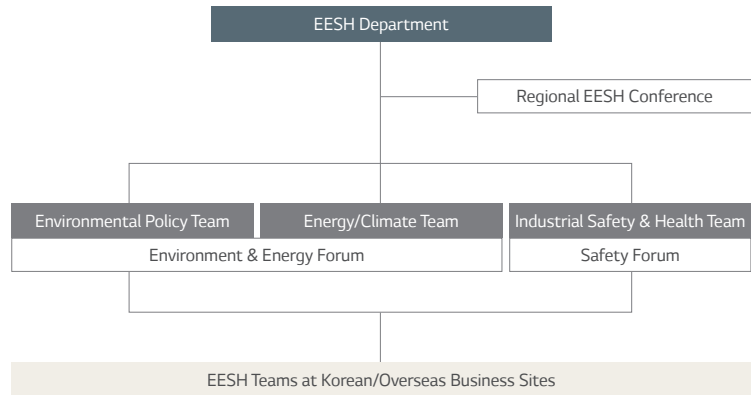 EESH Department
Regional EESH Conference
Environmental Policy Team
Energy/Climate Team
Industrial Safety & Health Team
Environment & Energy Forum
Safety Forum
EESH Teams at Korean/Overseas Business Sites